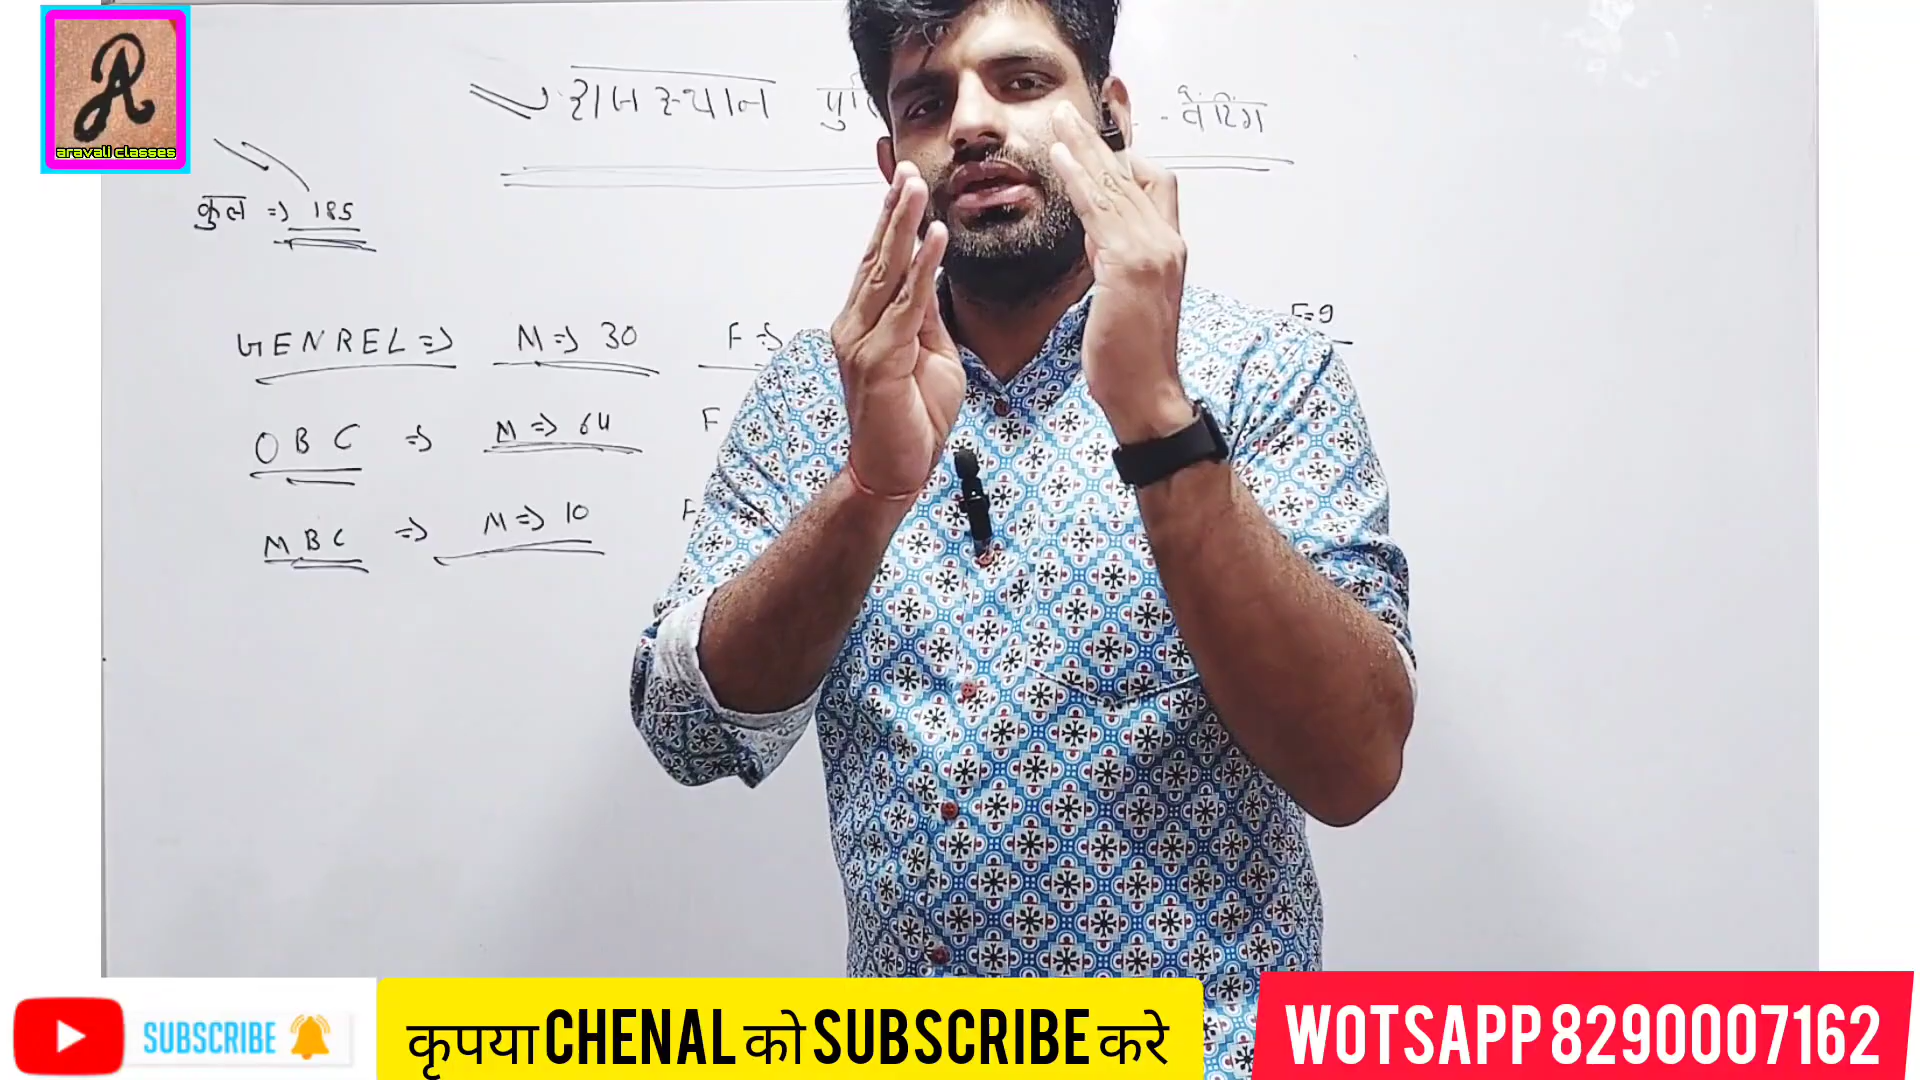 aravali classes
राजस्थान पुलि .. वेटिंग
कुल => 185
GENREL => M => 30 F => F=9
OBC => M => 64 F
MBC => M => 10 F
SUBSCRIBE
कृपया CHENAL को SUBSCRIBE करे
WOTSAPP 8290007162